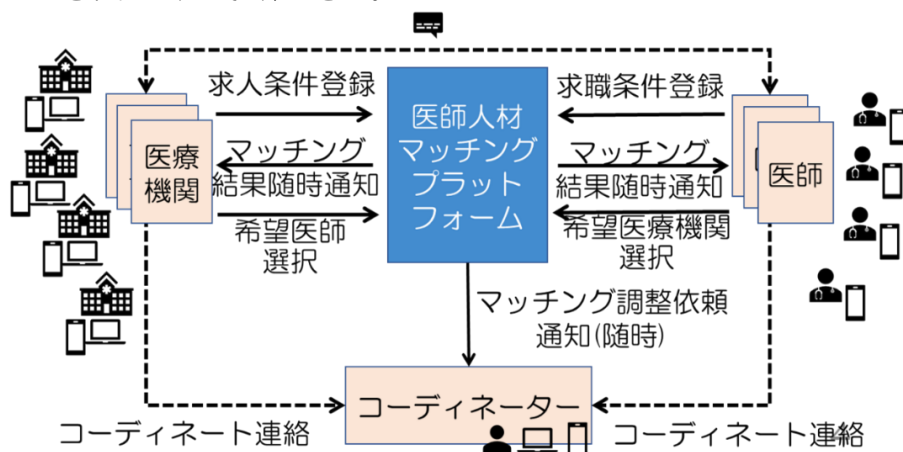 求人条件登録
求職条件登録
医師人材
マッチング
プラット
フォーム
医療
機関
マッチング
結果随時通知
希望医師
選択
マッチング
結果随時通知
希望医療機関
選択
医師
マッチング調整依頼
通知(随時)
コーディネーター
コーディネート連絡
コーディネート連絡